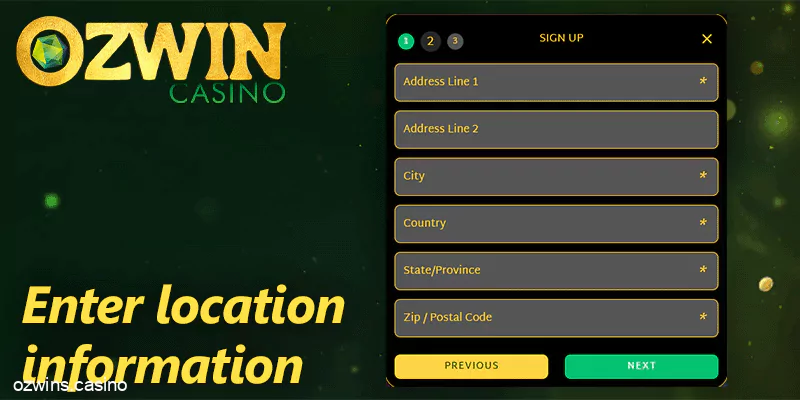 OZWIN
CASINO
1 2 3
SIGN UP
×
Address Line 1 *
Address Line 2
City *
Country *
State/Province *
Zip / Postal Code *
PREVIOUS
NEXT
Enter location
information
ozwins.casino